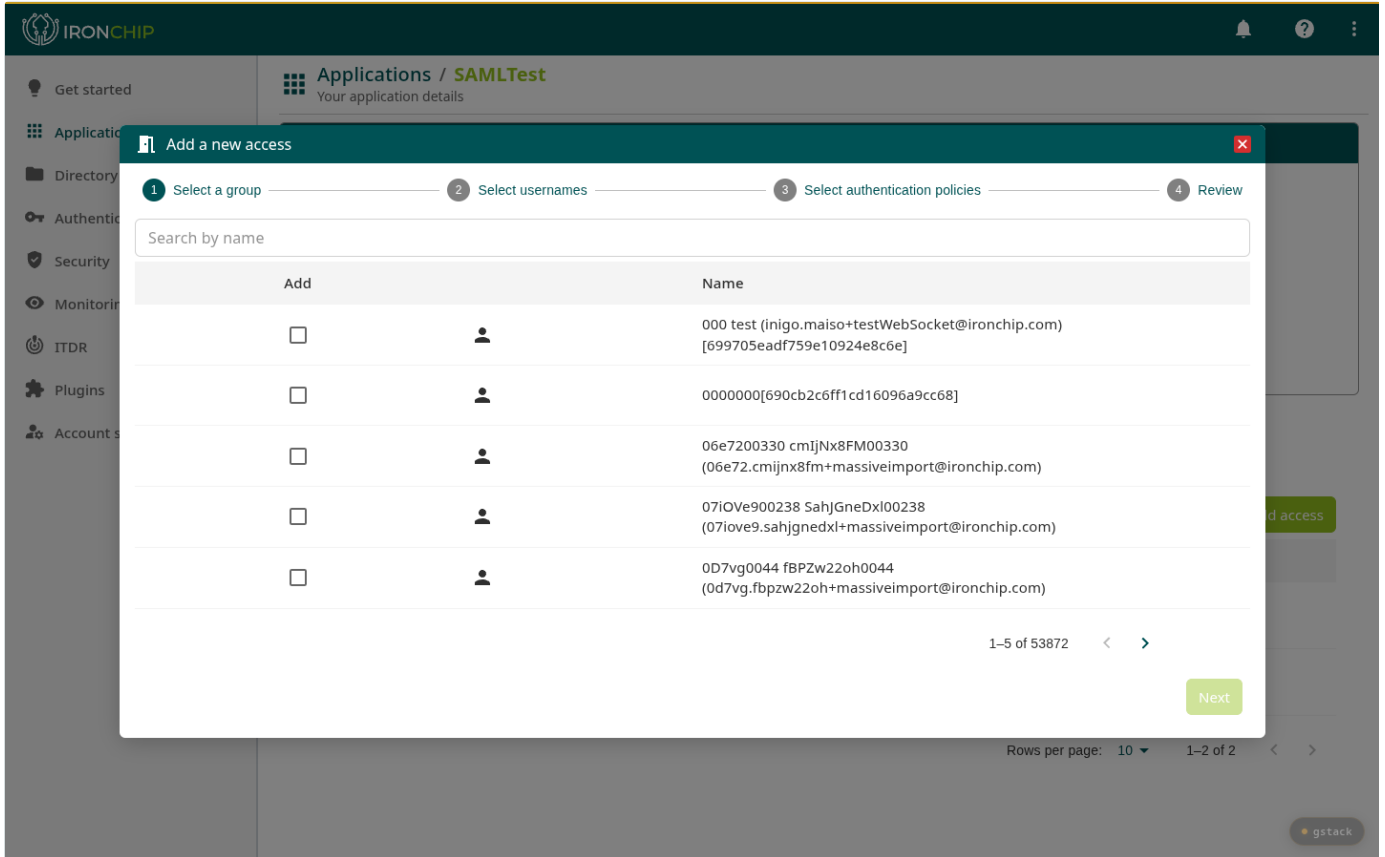 IRONCHIP
Applications / SAMLTest
Your application details
Get started
Applicatio
Directory
Authentic
Security
Monitorin
ITDR
Plugins
Account s
Add a new access
1 Select a group
2 Select usernames
3 Select authentication policies
4 Review
Search by name
Add Name
000 test (inigo.maiso+testWebSocket@ironchip.com)
[699705eadf759e10924e8c6e]
0000000[690cb2c6ff1cd16096a9cc68]
06e7200330 cmIjNx8FM00330
(06e72.cmijnx8fm+massiveimport@ironchip.com)
07iOVe900238 SahJGneDxl00238
(07iove9.sahjgnedxl+massiveimport@ironchip.com)
0D7vg0044 fBPZw22oh0044
(0d7vg.fbpzw22oh+massiveimport@ironchip.com)
1–5 of 53872
Next
d access
Rows per page: 10 1–2 of 2
gstack